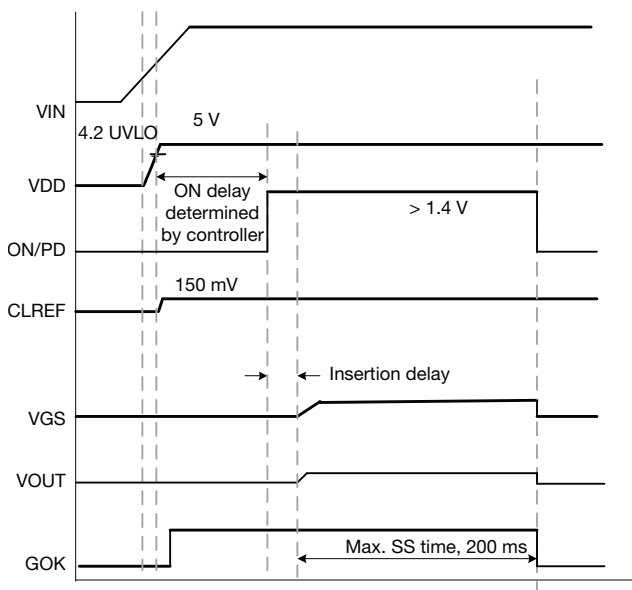 VIN
4.2 UVLO
5 V
VDD
ON delay
determined
by controller
> 1.4 V
ON/PD
150 mV
CLREF
Insertion delay
VGS
VOUT
Max. SS time, 200 ms
GOK